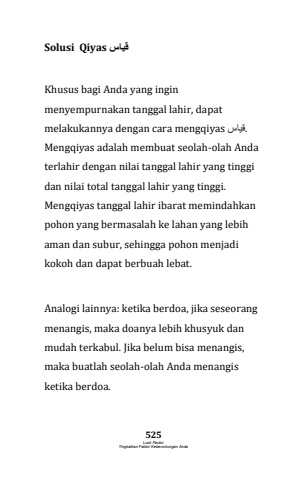 Solusi Qiyas قياس
Khusus bagi Anda yang ingin
menyempurnakan tanggal lahir, dapat
melakukannya dengan cara mengqiyas قياس.
Mengqiyas adalah membuat seolah-olah Anda
terlahir dengan nilai tanggal lahir yang tinggi
dan nilai total tanggal lahir yang tinggi.
Mengqiyas tanggal lahir ibarat memindahkan
pohon yang bermasalah ke lahan yang lebih
aman dan subur, sehingga pohon menjadi
kokoh dan dapat berbuah lebat.
Analogi lainnya: ketika berdoa, jika seseorang
menangis, maka doanya lebih khusyuk dan
mudah terkabul. Jika belum bisa menangis,
maka buatlah seolah-olah Anda menangis
ketika berdoa.
525
Luck Factor
Tingkatkan Faktor Keberuntungan Anda